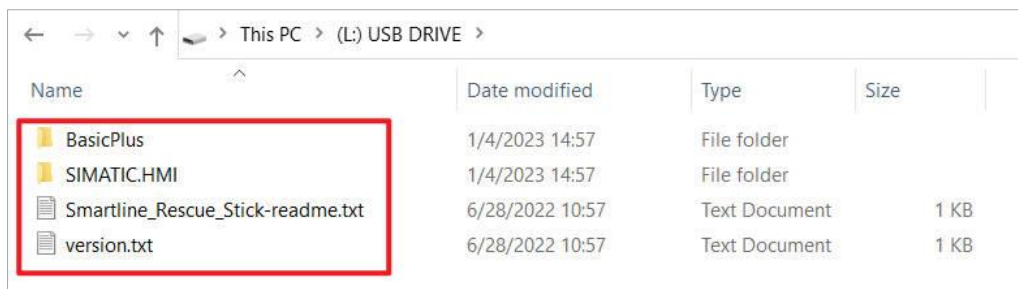 This PC > (L:) USB DRIVE >
Name Date modified Type Size
BasicPlus 1/4/2023 14:57 File folder
SIMATIC.HMI 1/4/2023 14:57 File folder
Smartline_Rescue_Stick-readme.txt 6/28/2022 10:57 Text Document 1 KB
version.txt 6/28/2022 10:57 Text Document 1 KB